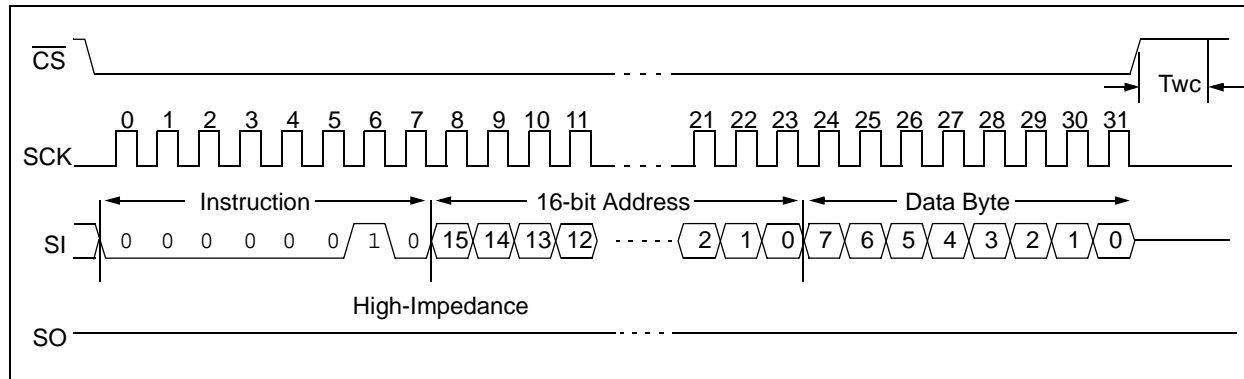 CS
Twc
0 1 2 3 4 5 6 7 8 9 10 11 21 22 23 24 25 26 27 28 29 30 31
SCK
Instruction 16-bit Address Data Byte
SI 0 0 0 0 0 0 1 0 15 14 13 12 2 1 0 7 6 5 4 3 2 1 0
High-Impedance
SO